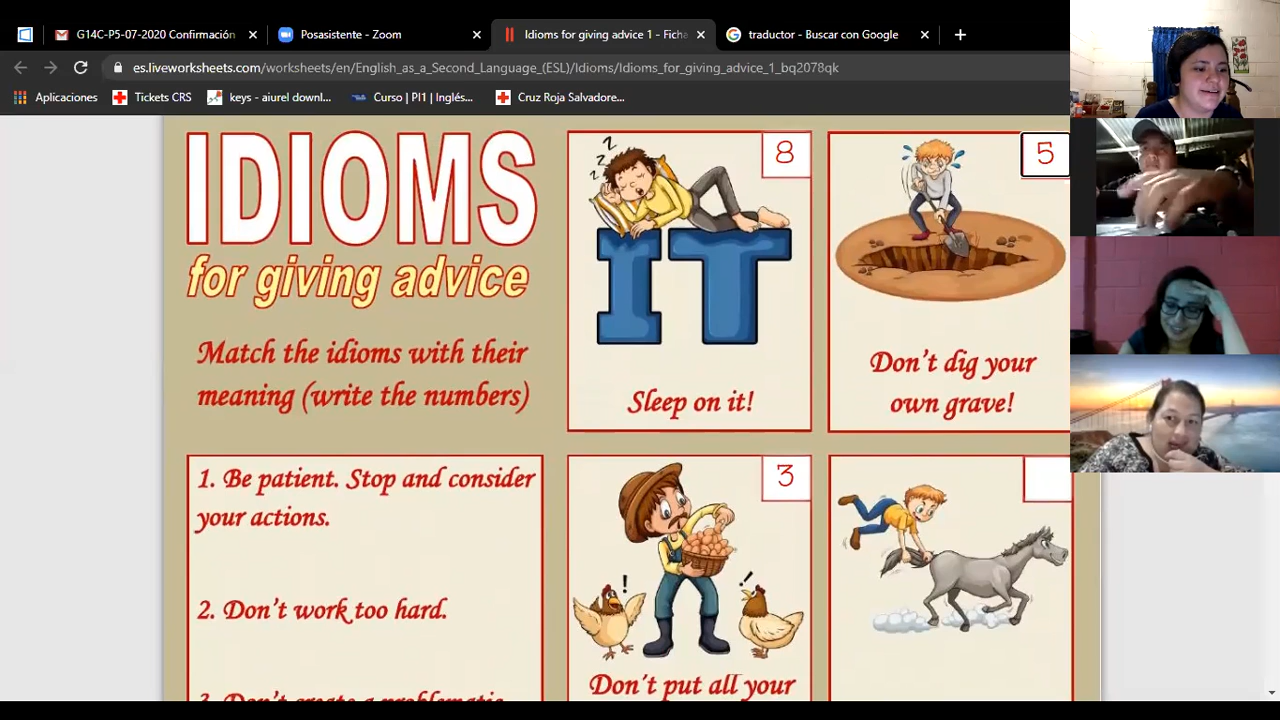 G14C-P5-07-2020 Confirmación
Posasistente - Zoom
Idioms for giving advice 1 - Ficha
traductor - Buscar con Google
es.liveworksheets.com/worksheets/en/English_as_a_Second_Language_(ESL)/Idioms/Idioms_for_giving_advice_1_bq2078qk
Aplicaciones
Tickets CRS
keys - aiurel downl...
Curso | PI1 | Inglés...
Cruz Roja Salvadore...
IDIOMS
for giving advice
Match the idioms with their
meaning (write the numbers)
z z z
8
IT
Sleep on it!
5
Don't dig your
own grave!
1. Be patient. Stop and consider
your actions.
2. Don't work too hard.
3. Don't create a problematic
3
! !
Don't put all your